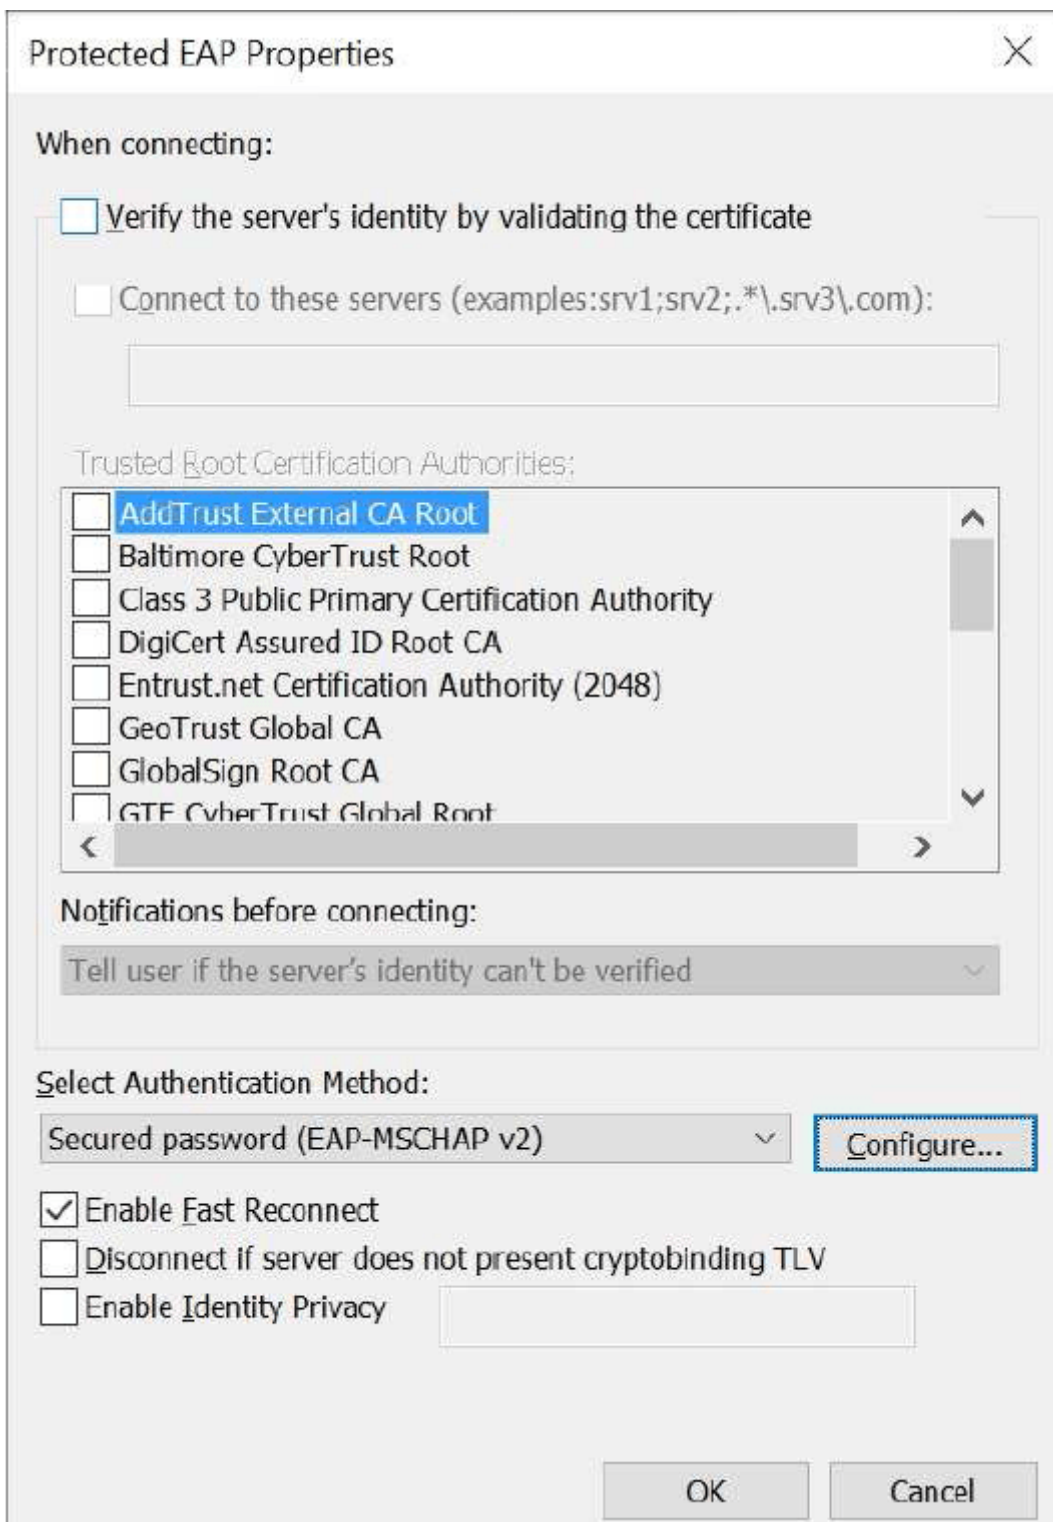 Protected EAP Properties
When connecting:
Verify the server's identity by validating the certificate
Connect to these servers (examples:srv1;srv2;.*\.srv3\.com):
Trusted Root Certification Authorities:
AddTrust External CA Root
Baltimore CyberTrust Root
Class 3 Public Primary Certification Authority
DigiCert Assured ID Root CA
Entrust.net Certification Authority (2048)
GeoTrust Global CA
GlobalSign Root CA
GTE CyberTrust Global Root
Notifications before connecting:
Tell user if the server's identity can't be verified
Select Authentication Method:
Secured password (EAP-MSCHAP v2)
Configure...
Enable Fast Reconnect
Disconnect if server does not present cryptobinding TLV
Enable Identity Privacy
OK
Cancel